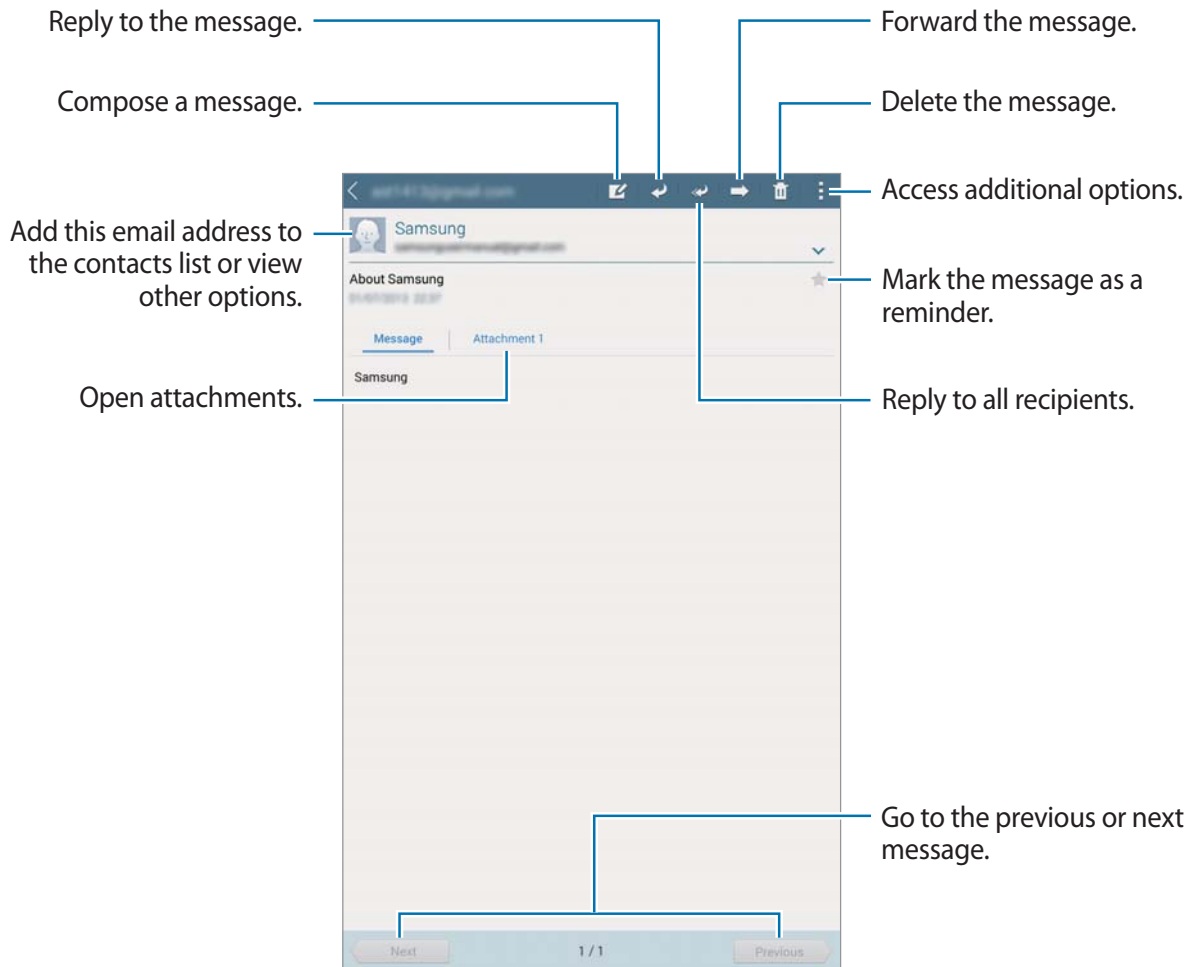 Reply to the message.
Forward the message.
Compose a message.
Delete the message.
Access additional options.
Add this email address to
the contacts list or view
other options.
Samsung
About Samsung
Mark the message as a
reminder.
Message
Attachment 1
Samsung
Open attachments.
Reply to all recipients.
Go to the previous or next
message.
Next
1 / 1
Previous